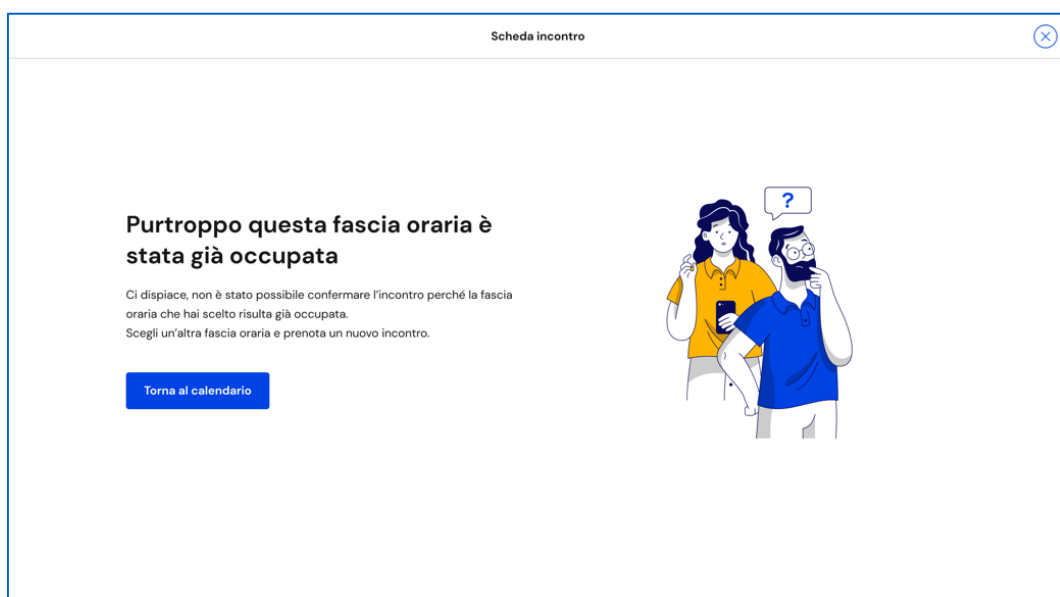 Scheda incontro
?
Purtroppo questa fascia oraria è
stata già occupata
Ci dispiace, non è stato possibile confermare l'incontro perché la fascia
oraria che hai scelto risulta già occupata.
Scegli un'altra fascia oraria e prenota un nuovo incontro.
Torna al calendario